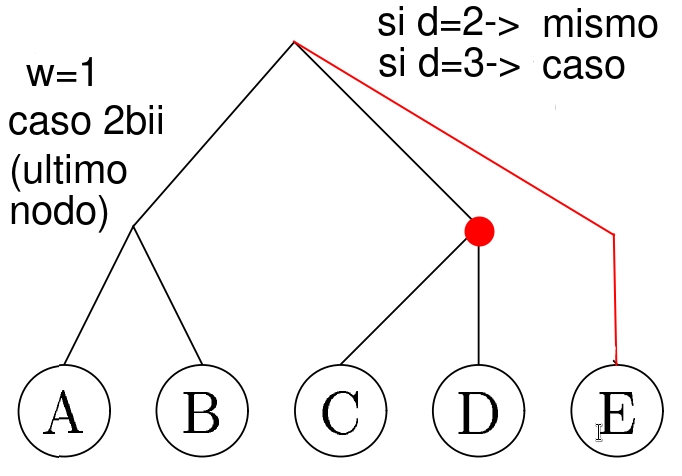 si d=2-> mismo
si d=3-> caso
w=1
caso 2bii
(ultimo
nodo)
A B C D E